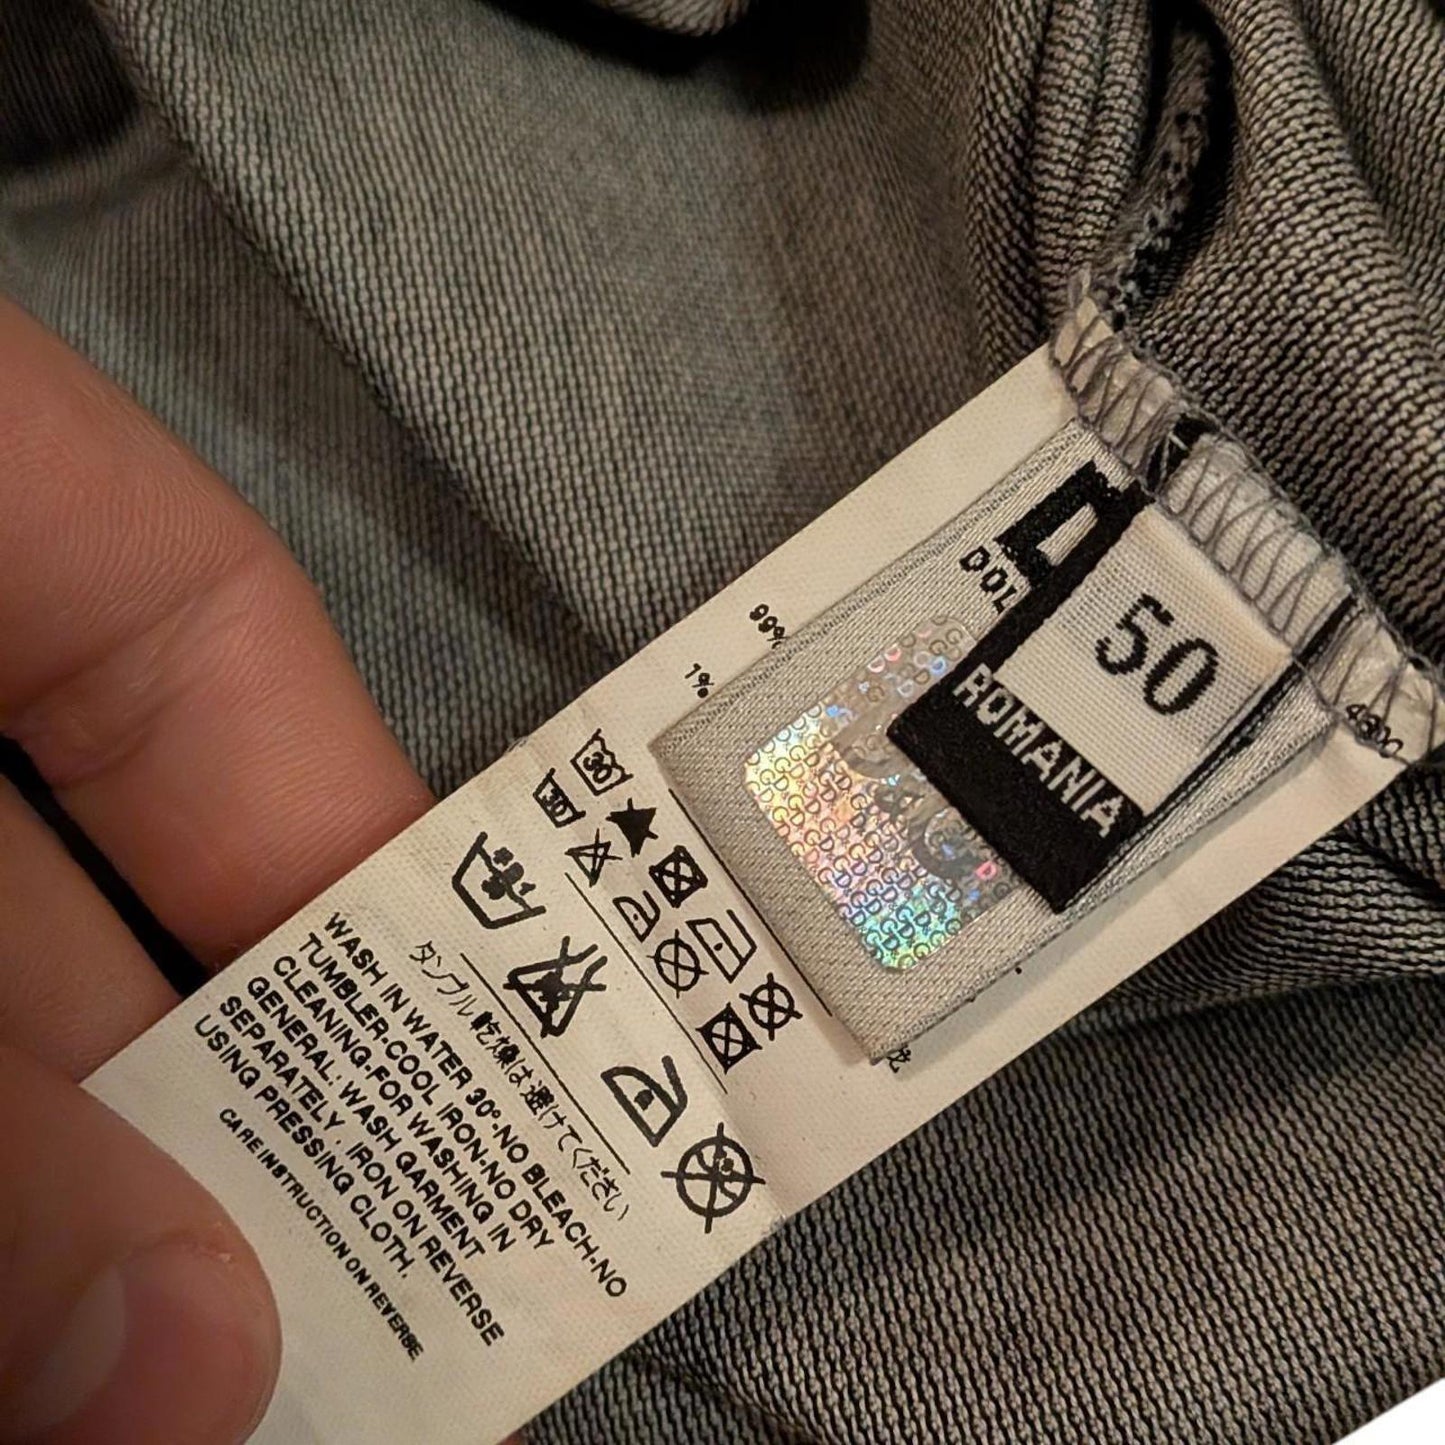 D
DOL
50
ROMANIA
99%
1%
30
30
タンブル乾燥は避けてください
WASH IN WATER 30°-NO BLEACH-NO
TUMBLER-COOL IRON-NO DRY
CLEANING-FOR WASHING IN
GENERAL: WASH GARMENT
SEPARATELY. IRON ON REVERSE
USING PRESSING CLOTH.
CARE INSTRUCTION ON REVERSE